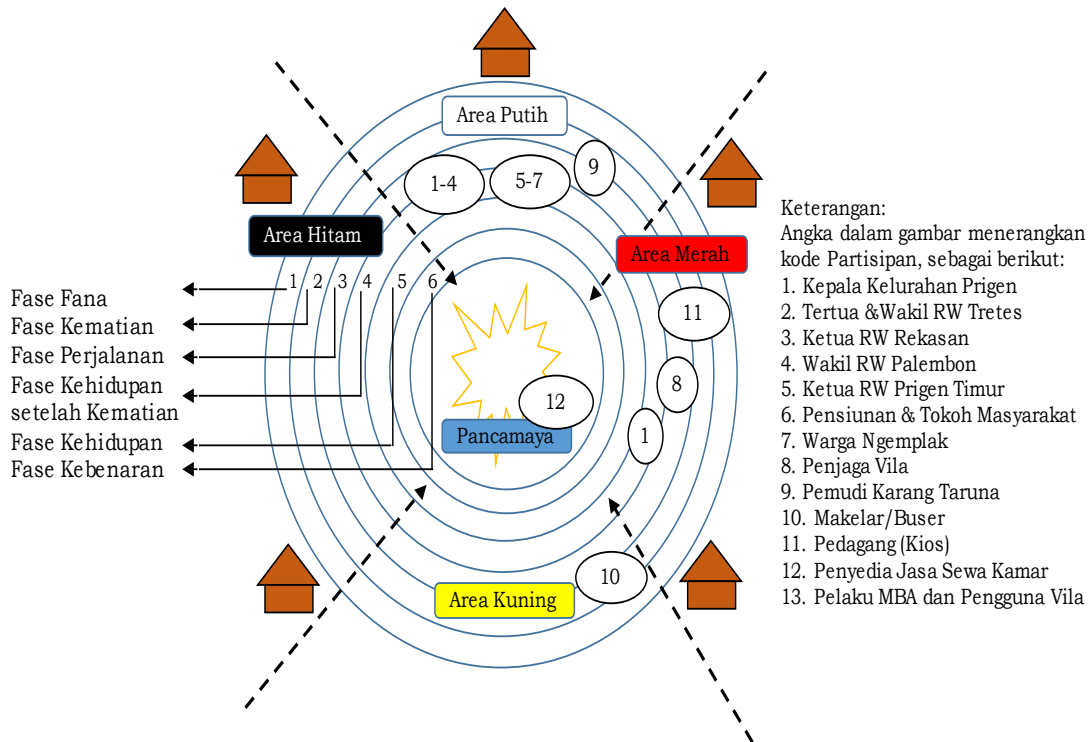 Area Putih
1-4
5-7
9
Area Hitam
Area Merah
1 2 3 4 5 6
11
8
12
1
Pancamaya
10
Area Kuning
Fase Fana
Fase Kematian
Fase Perjalanan
Fase Kehidupan
setelah Kematian
Fase Kehidupan
Fase Kebenaran
Keterangan:
Angka dalam gambar menerangkan
kode Partisipan, sebagai berikut:
1. Kepala Kelurahan Prigen
2. Tertua &Wakil RW Tretes
3. Ketua RW Rekasan
4. Wakil RW Palembon
5. Ketua RW Prigen Timur
6. Pensiunan & Tokoh Masyarakat
7. Warga Ngemplak
8. Penjaga Vila
9. Pemudi Karang Taruna
10. Makelar/Buser
11. Pedagang (Kios)
12. Penyedia Jasa Sewa Kamar
13. Pelaku MBA dan Pengguna Vila